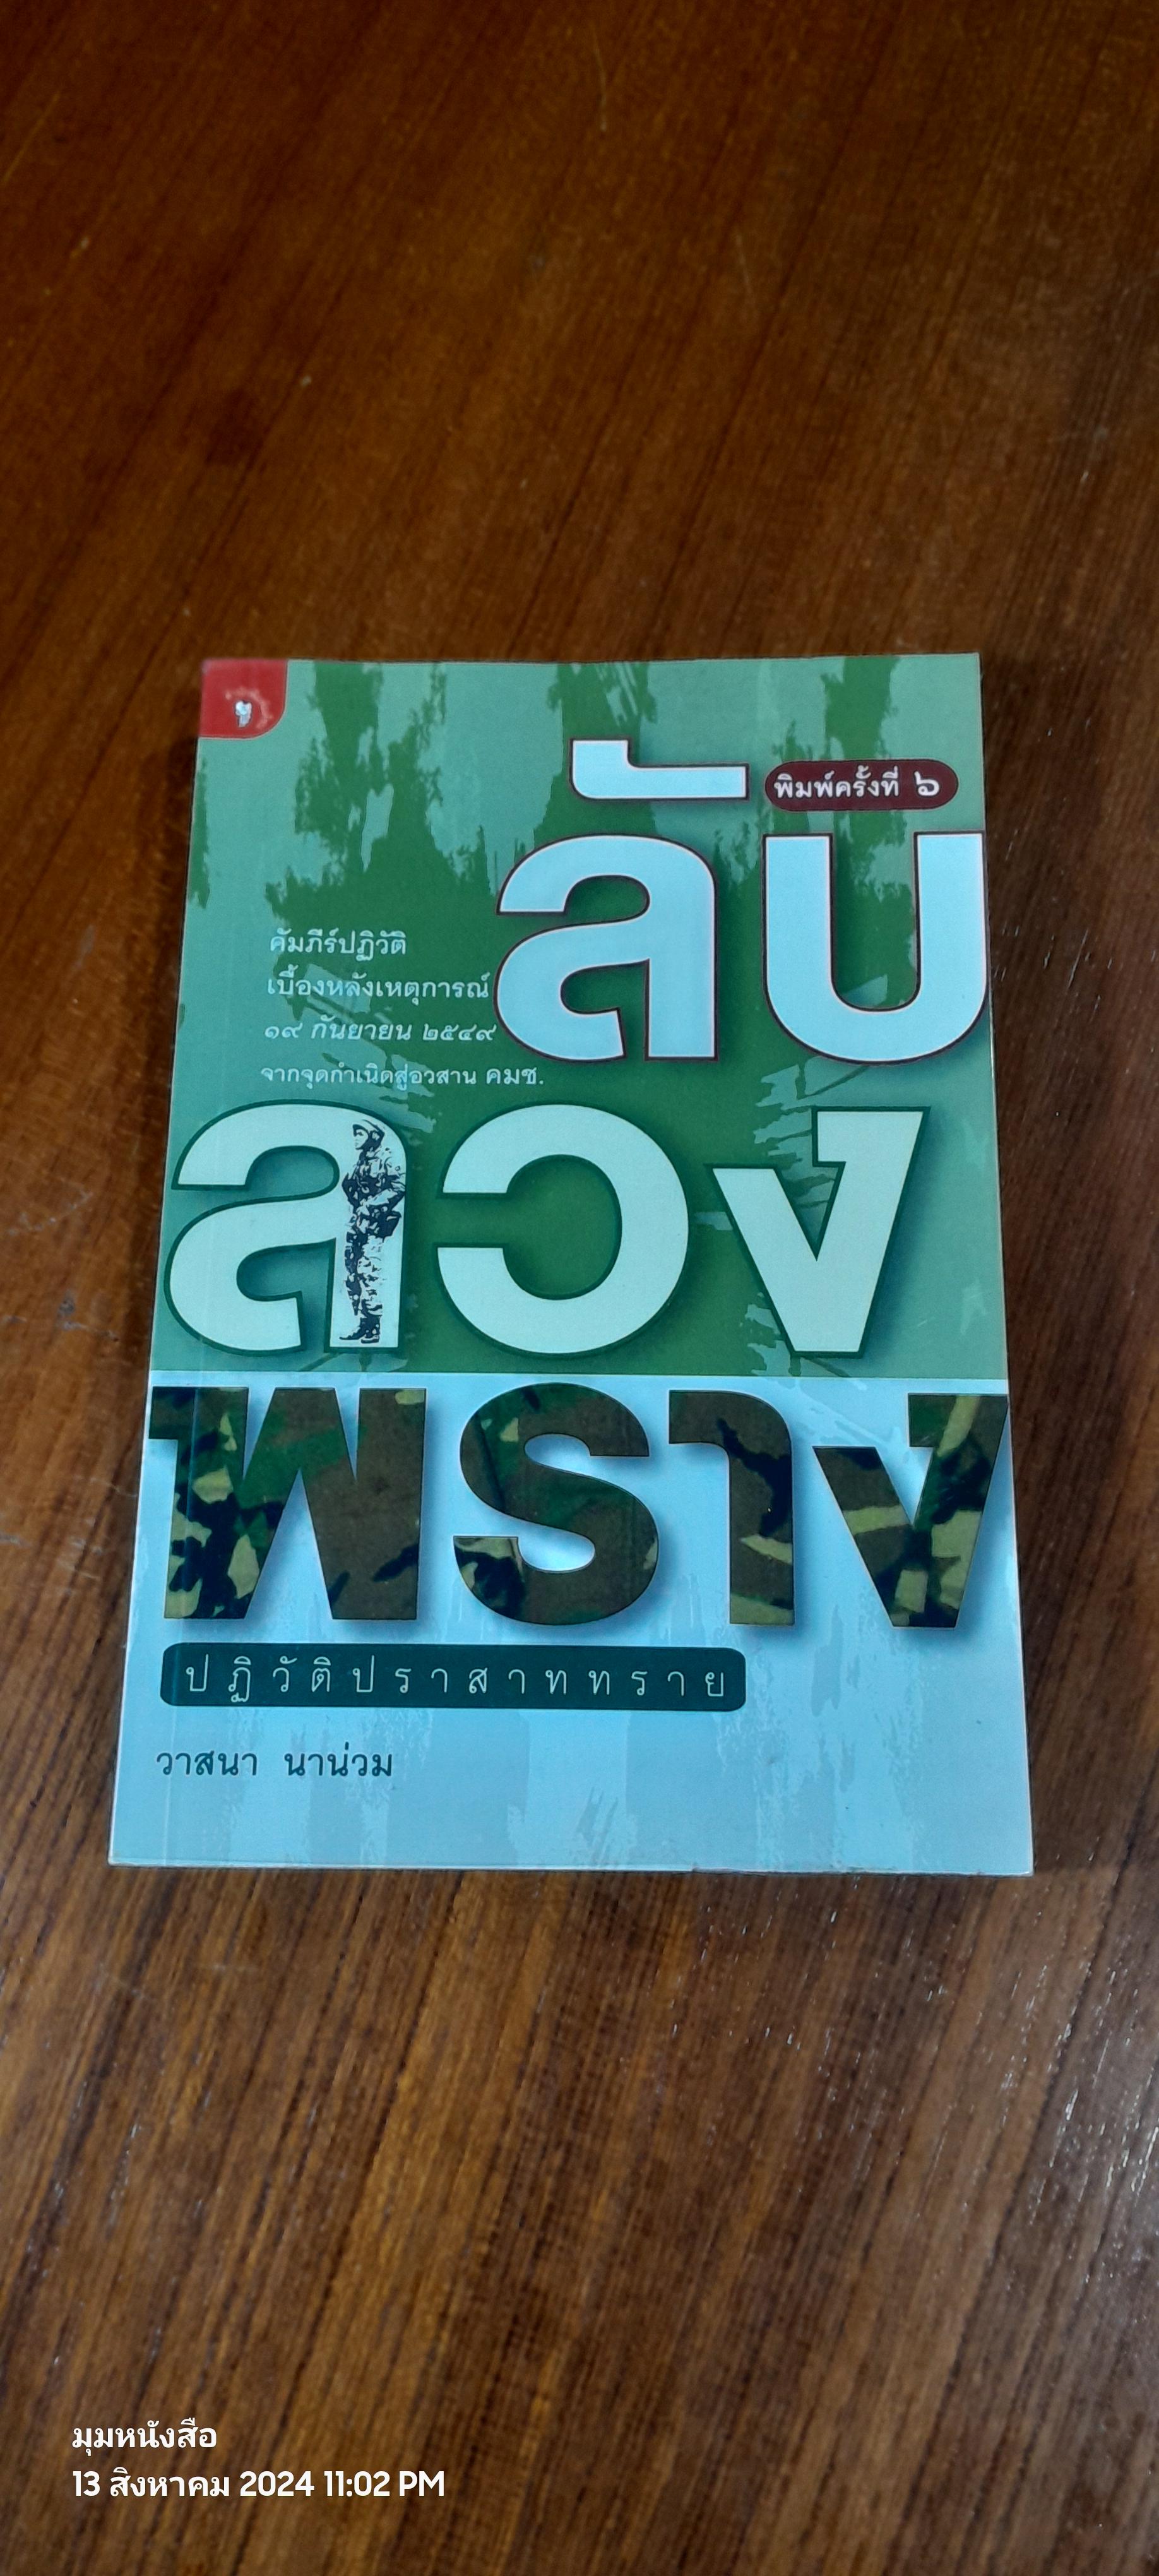 พิมพ์ครั้งที่ ๖
ลับ
คัมภีร์ปฏิวัติ
เบื้องหลังเหตุการณ์
๑๙ กันยายน ๒๕๔๙
จากจุดกำเนิดสู่อวสาน คมช.
ลวง
พราง
ปฏิวัติปราสาททราย
วาสนา นาน่วม
มุมหนังสือ
13 สิงหาคม 2024 11:02 PM